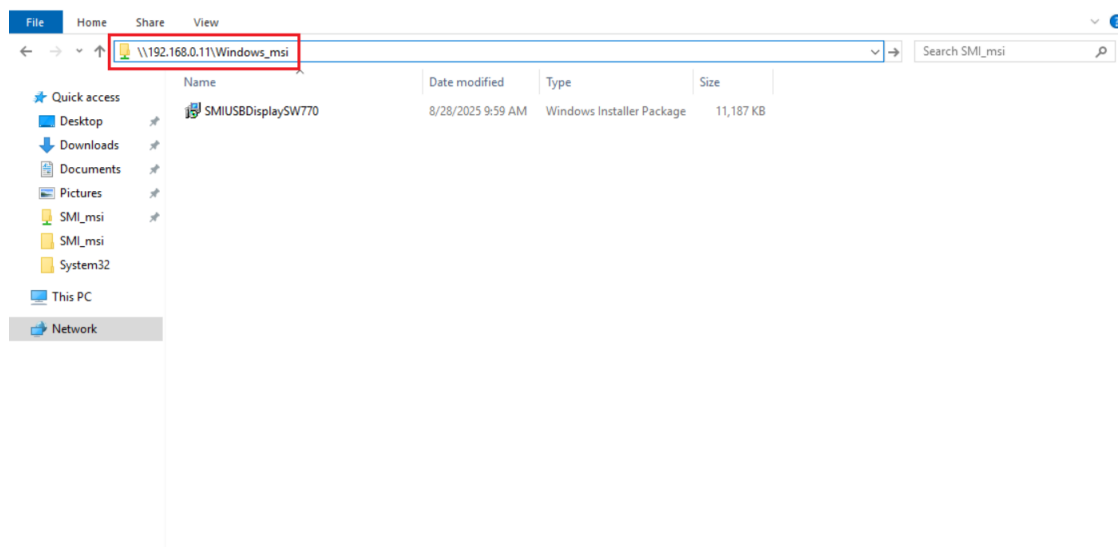 File Home Share View
\\192.168.0.11\Windows_msi
Search SMI_msi
Name Date modified Type Size
SMIUSBDisplaySW770 8/28/2025 9:59 AM Windows Installer Package 11,187 KB
Quick access
Desktop
Downloads
Documents
Pictures
SMI_msi
SMI_msi
System32
This PC
Network